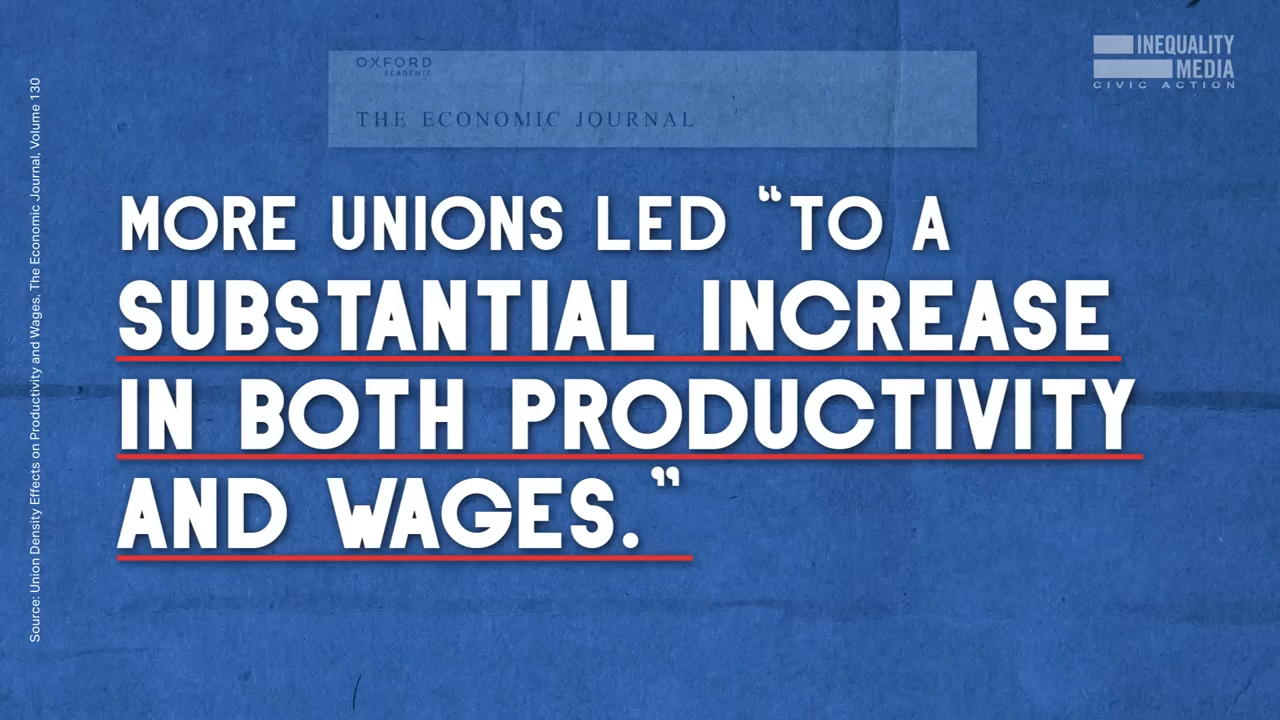 OXFORD
ACADEMIC
THE ECONOMIC JOURNAL
INEQUALITY
MEDIA
CIVIC ACTION
MORE UNIONS LED “TO A
SUBSTANTIAL INCREASE
IN BOTH PRODUCTIVITY
AND WAGES.”
Source: Union Density Effects on Productivity and Wages, The Economic Journal, Volume 130